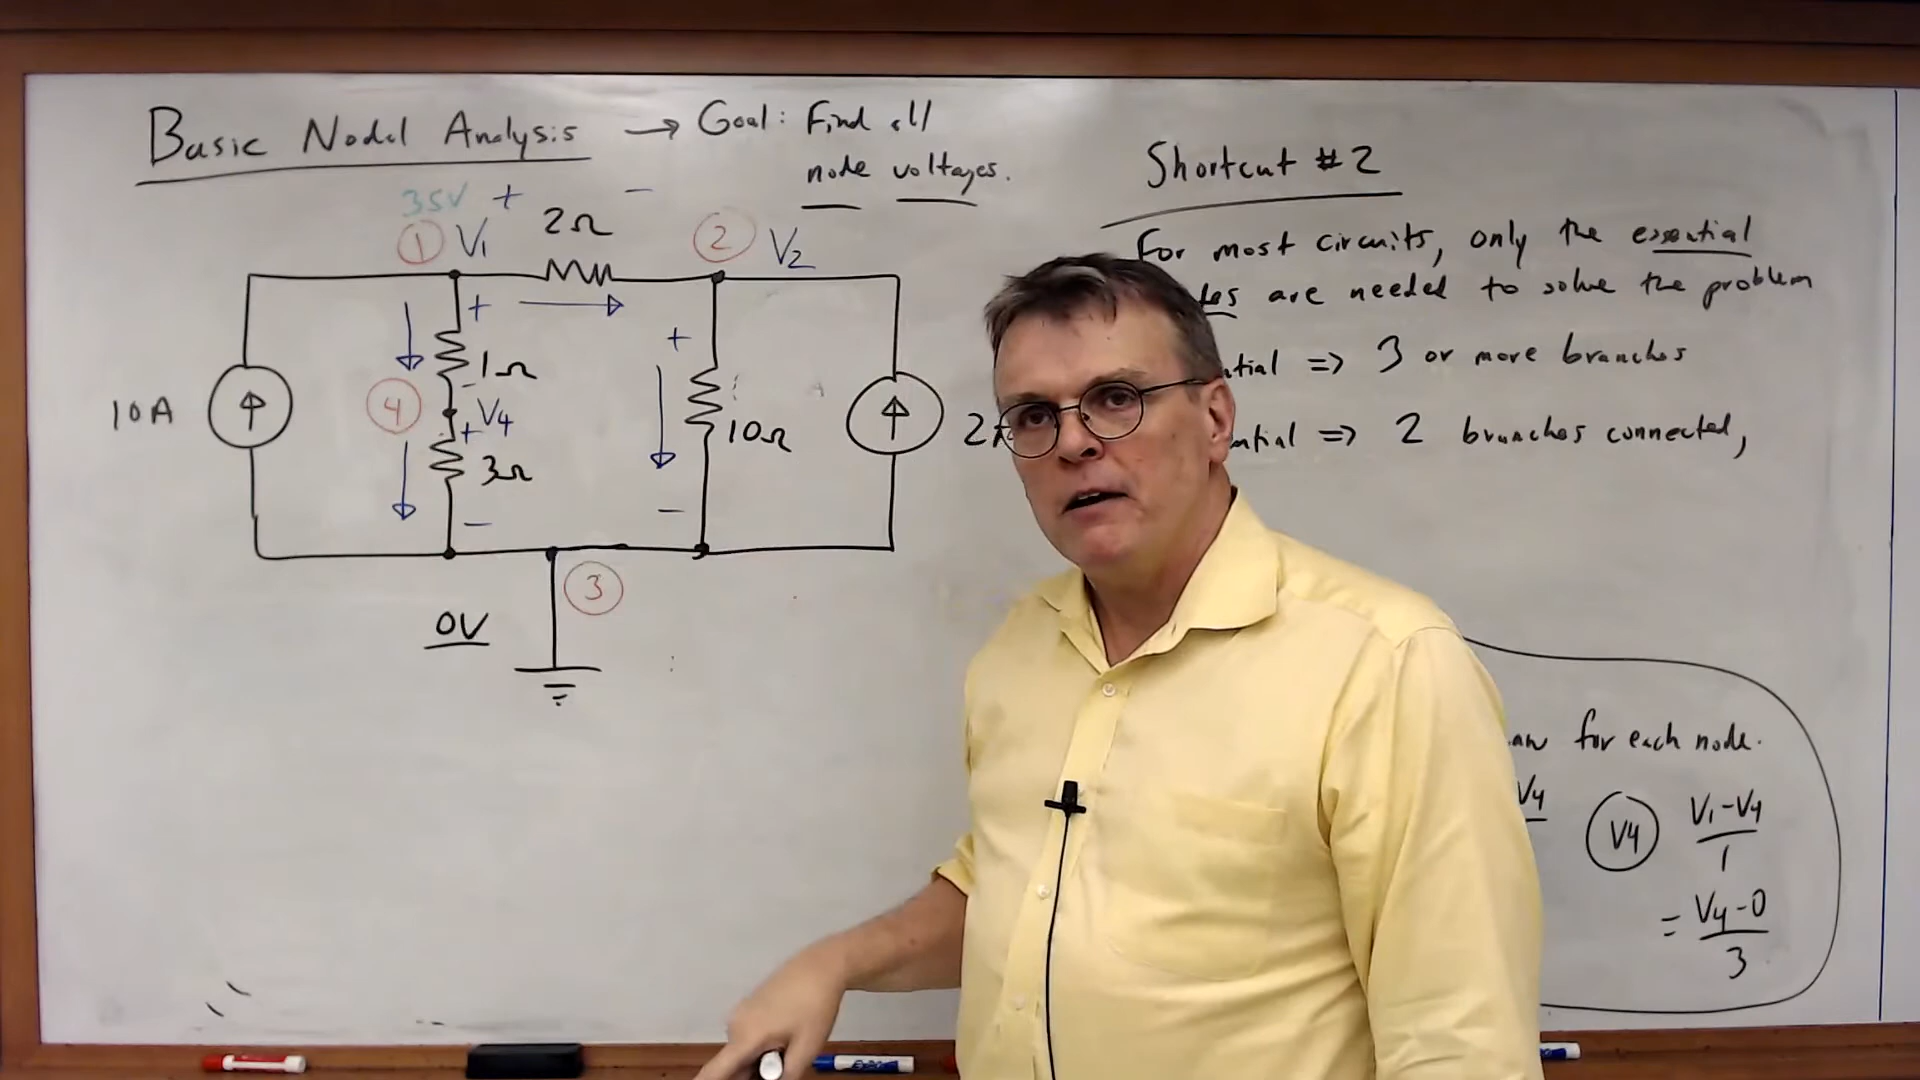 Basic Nodal Analysis → Goal: Find all
node voltages.
35V + −
① V₁ 2Ω ② V₂
+
+
1Ω
−
10A ④ V₄ 10Ω 2
+
3Ω
− −
③
0V
Shortcut #2
For most circuits, only the essential
are needed to solve the problem
⇒ 3 or more branches
⇒ 2 branches connected,
for each node.
V4 V4 V₁-V4
1
= V4-0
3
EXPO